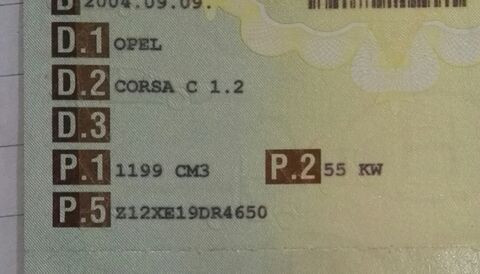 B 2004.09.09.
D.1 OPEL
D.2 CORSA C 1.2
D.3
P.1 1199 CM3 P.2 55 KW
P.5 Z12XE19DR4650